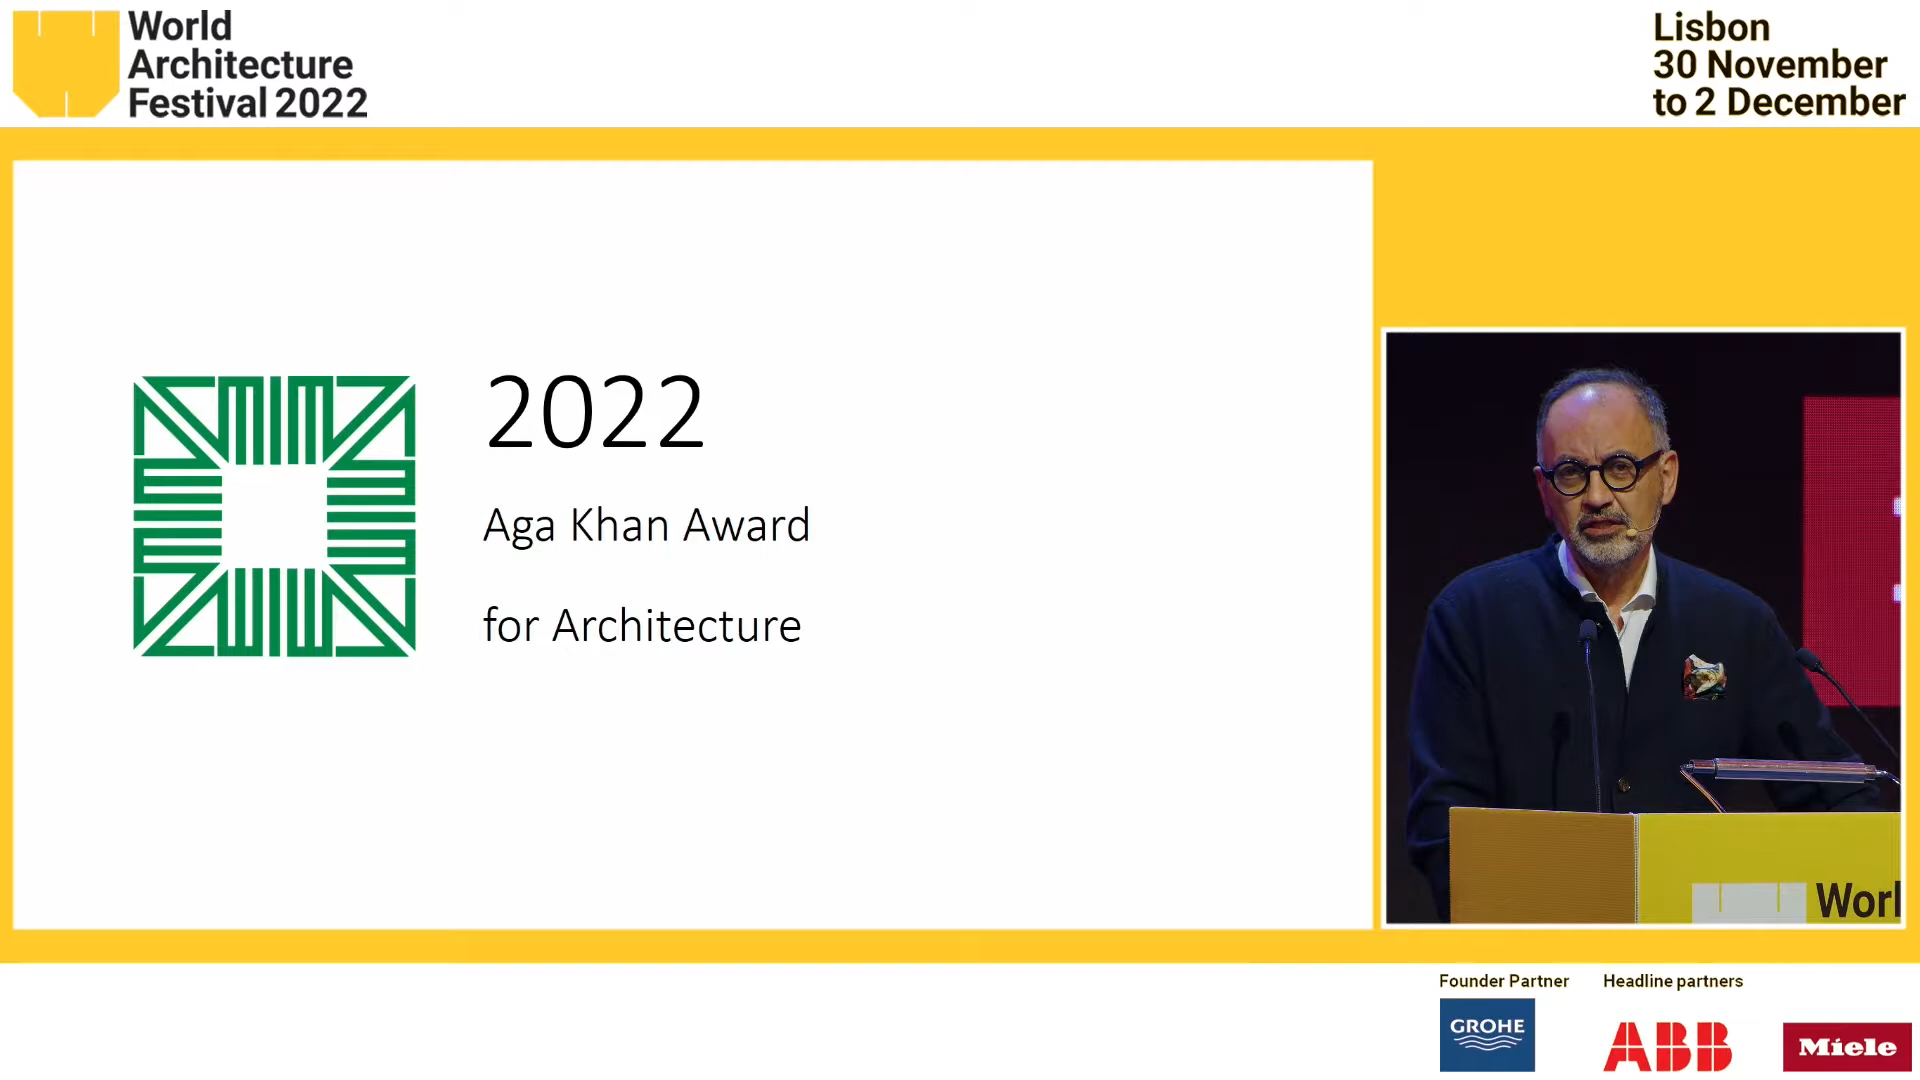 World
Architecture
Festival 2022
Lisbon
30 November
to 2 December
2022
Aga Khan Award
for Architecture
Worl
Founder Partner
Headline partners
GROHE
ABB
Miele